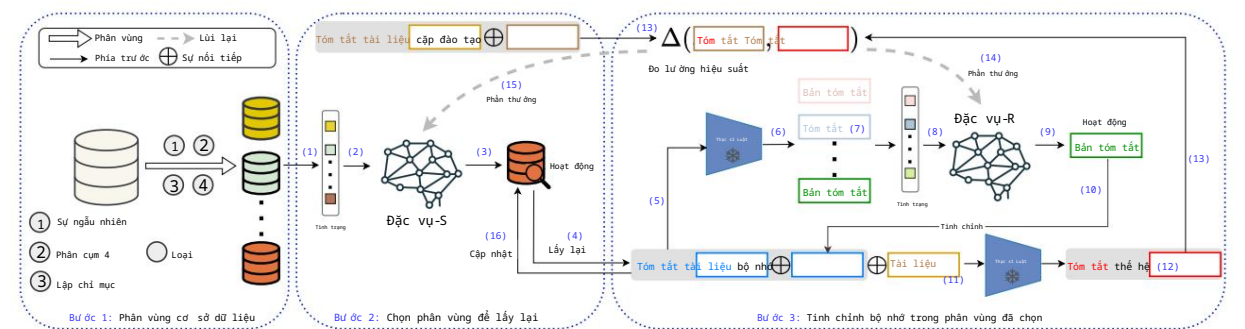 Phân vùng
Lùi lại
Phía trước
Sự nối tiếp
1
2
3
4
1 Sự ngẫu nhiên
2 Phân cụm 4
Loại
3 Lập chỉ mục
Bước 1: Phân vùng cơ sở dữ liệu
Tóm tắt tài liệu cặp đào tạo
(15)
Phần thưởng
(1)
(2)
(3)
Hoạt động
Tình trạng
Đặc vụ-S
(16)
Cập nhật
(4)
Lấy lại
Bước 2: Chọn phân vùng để lấy lại
(13)
Δ(Tóm tắt Tóm tắt,)
Đo lường hiệu suất
(14)
Phần thưởng
Bản tóm tắt
Tóm tắt (7)
Bản tóm tắt
Thực dĩ Luật
(6)
(8)
Đặc vụ-R
(9)
Hoạt động
Bản tóm tắt
Tình trạng
(13)
(5)
(10)
Tinh chỉnh
Tóm tắt tài liệu bộ nhớ
Tài liệu
(11)
Tóm tắt thế hệ (12)
Bước 3: Tinh chỉnh bộ nhớ trong phân vùng đã chọn